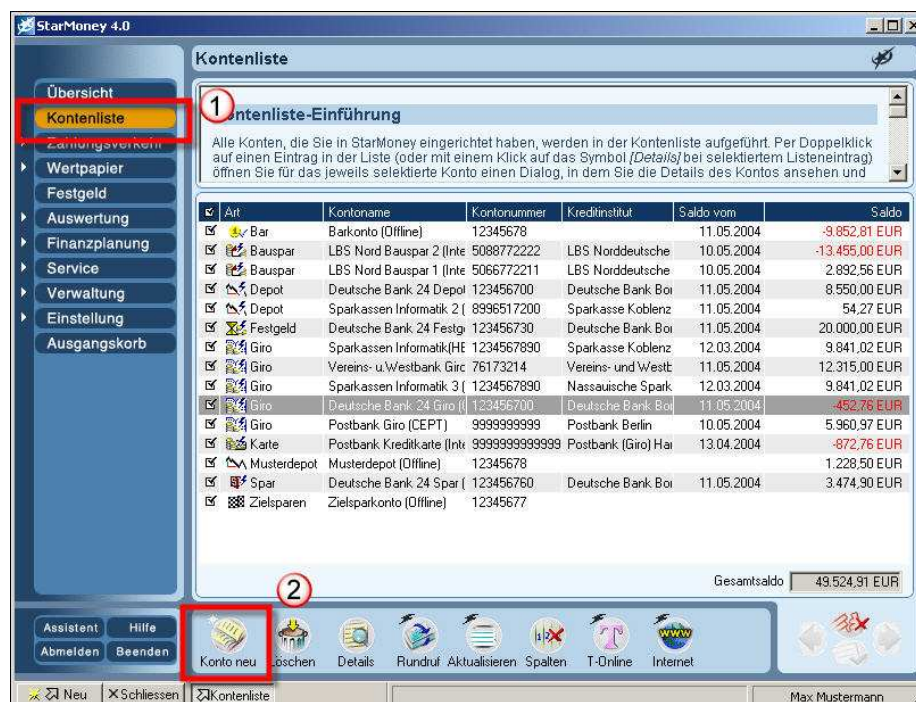 StarMoney 4.0
Kontenliste
Übersicht
Kontenliste
Zahlungsverkehr
Wertpapier
Festgeld
Auswertung
Finanzplanung
Service
Verwaltung
Einstellung
Ausgangskorb
1
ntenliste-Einführung
Alle Konten, die Sie in StarMoney eingerichtet haben, werden in der Kontenliste aufgeführt. Per Doppelklick
auf einen Eintrag in der Liste (oder mit einem Klick auf das Symbol [Details] bei selektiertem Listeneintrag)
öffnen Sie für das jeweils selektierte Konto einen Dialog, in dem Sie die Details des Kontos ansehen und
Art Kontoname Kontonummer Kreditinstitut Saldo vom Saldo
Bar Barkonto (Offline) 12345678 11.05.2004 -9.852,81 EUR
Bauspar LBS Nord Bauspar 2 (Inte 5088772222 LBS Norddeutsche 10.05.2004 -13.455,00 EUR
Bauspar LBS Nord Bauspar 1 (Inte 5066772211 LBS Norddeutsche 10.05.2004 2.892,56 EUR
Depot Deutsche Bank 24 Depot 123456700 Deutsche Bank Bor 11.05.2004 8.550,00 EUR
Depot Sparkassen Informatik 2 ( 8996517200 Sparkasse Koblenz 11.05.2004 54,27 EUR
Festgeld Deutsche Bank 24 Festge 123456730 Deutsche Bank Bor 11.05.2004 20.000,00 EUR
Giro Sparkassen Informatik(HE 1234567890 Sparkasse Koblenz 12.03.2004 9.841,02 EUR
Giro Vereins- u.Westbank Girc 76173214 Vereins- und Westb 11.05.2004 12.315,00 EUR
Giro Sparkassen Informatik 3 ( 1234567890 Nassauische Spark 12.03.2004 9.841,02 EUR
Giro Deutsche Bank 24 Giro (( 123456700 Deutsche Bank Bor 11.05.2004 -452,76 EUR
Giro Postbank Giro (CEPT) 9999999999 Postbank Berlin 10.05.2004 5.960,97 EUR
Karte Postbank Kreditkarte (Inte 9999999999999 Postbank (Giro) Har 13.04.2004 -872,76 EUR
Musterdepot Musterdepot (Offline) 12345678 1.228,50 EUR
Spar Deutsche Bank 24 Spar ( 123456760 Deutsche Bank Bor 11.05.2004 3.474,90 EUR
Zielsparen Zielsparkonto (Offline) 12345677
Gesamtsaldo 49.524,91 EUR
2
Assistent Hilfe
Abmelden Beenden
Konto neu Löschen Details Rundruf Aktualisieren Spalten T-Online Internet
Neu Schliessen Kontenliste Max Mustermann